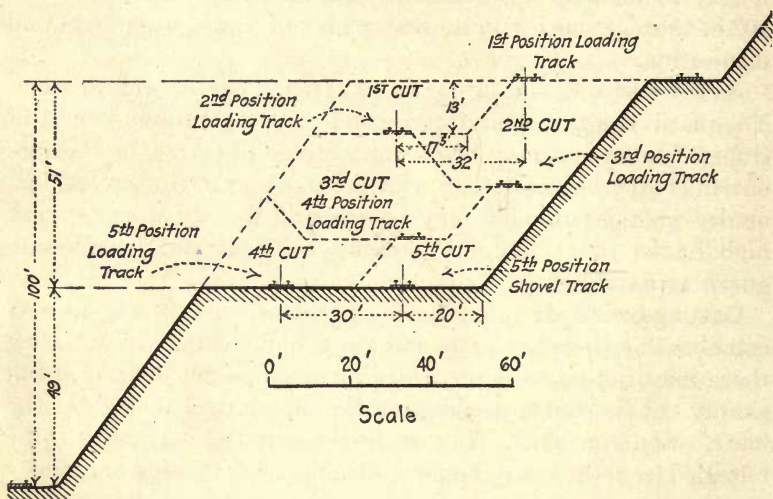 1st Position Loading
Track
1ST CUT
13'
2nd Position
Loading Track
2ND CUT
17⁵
32'
3rd Position
Loading Track
51'
3rd CUT
4th Position
Loading Track
100'
5th Position
Loading
Track
4th CUT
5th CUT
5th Position
Shovel Track
30'
20'
49
0'
20'
40'
60'
Scale